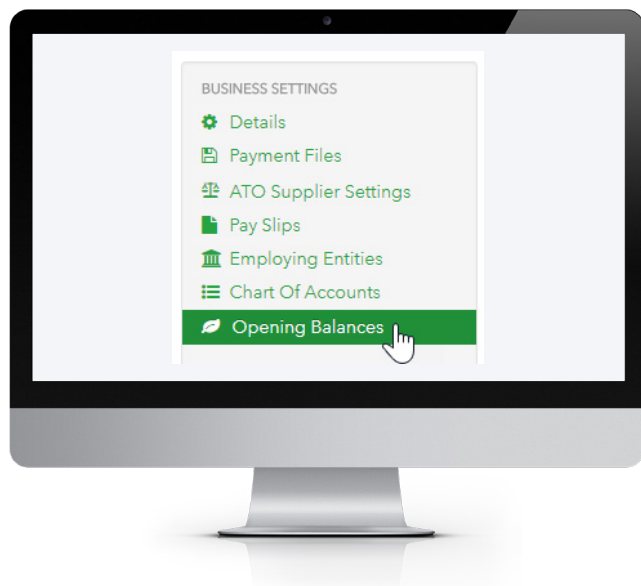 BUSINESS SETTINGS
Details
Payment Files
ATO Supplier Settings
Pay Slips
Employing Entities
Chart Of Accounts
Opening Balances